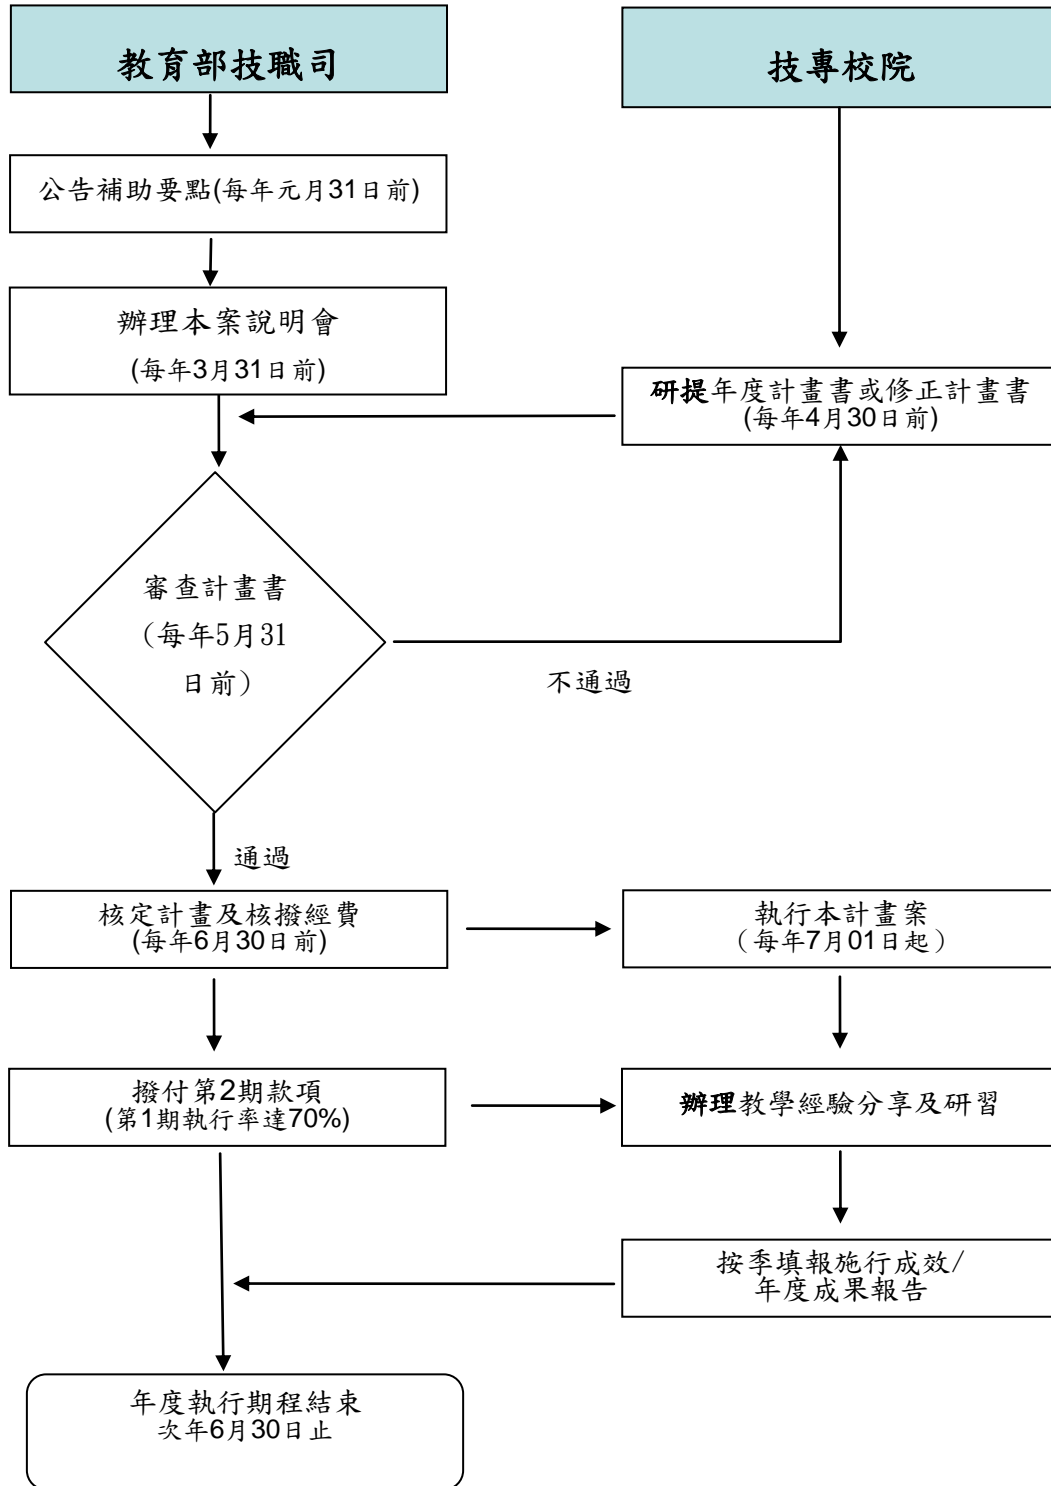 教育部技職司
技專校院
公告補助要點(每年元月31日前)
辦理本案說明會
(每年3月31日前)
研提年度計畫書或修正計畫書
(每年4月30日前)
審查計畫書
（每年5月31
日前）
不通過
通過
核定計畫及核撥經費
(每年6月30日前)
執行本計畫案
（每年7月01日起）
撥付第2期款項
(第1期執行率達70%)
辦理教學經驗分享及研習
按季填報施行成效/
年度成果報告
年度執行期程結束
次年6月30日止